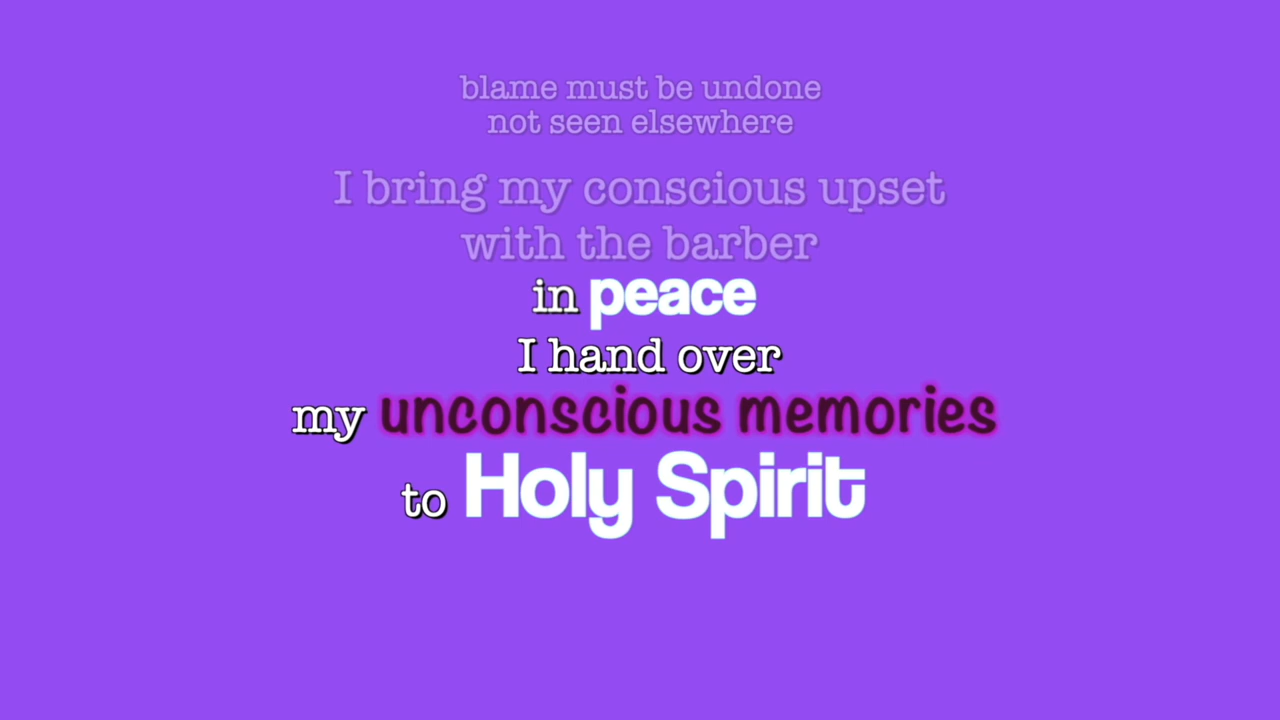 blame must be undone
not seen elsewhere
I bring my conscious upset
with the barber
in peace
I hand over
my unconscious memories
to Holy Spirit